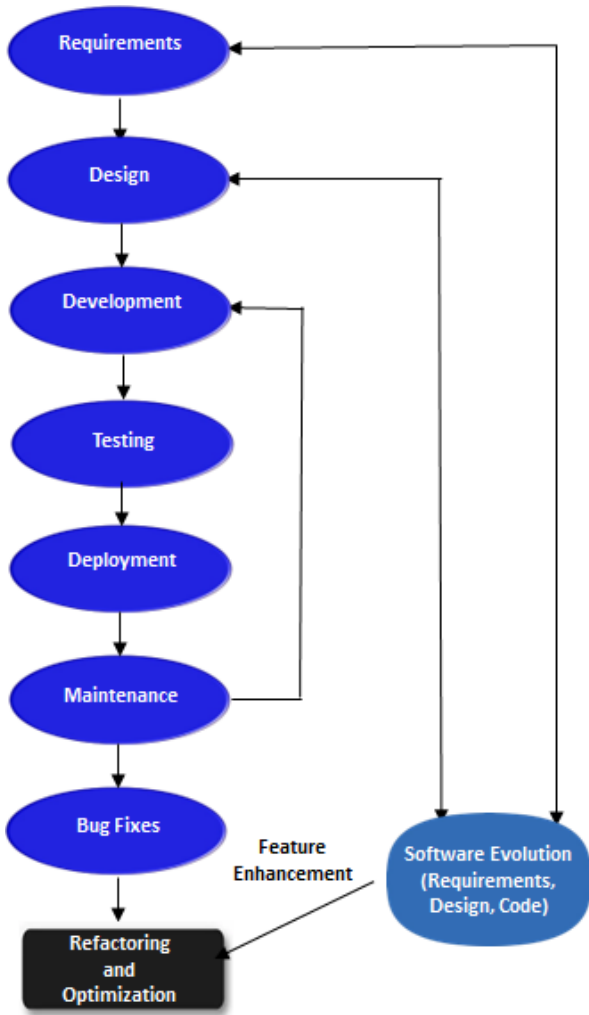 Requirements
Design
Development
Testing
Deployment
Maintenance
Bug Fixes
Feature
Enhancement
Software Evolution
(Requirements,
Design, Code)
Refactoring
and
Optimization